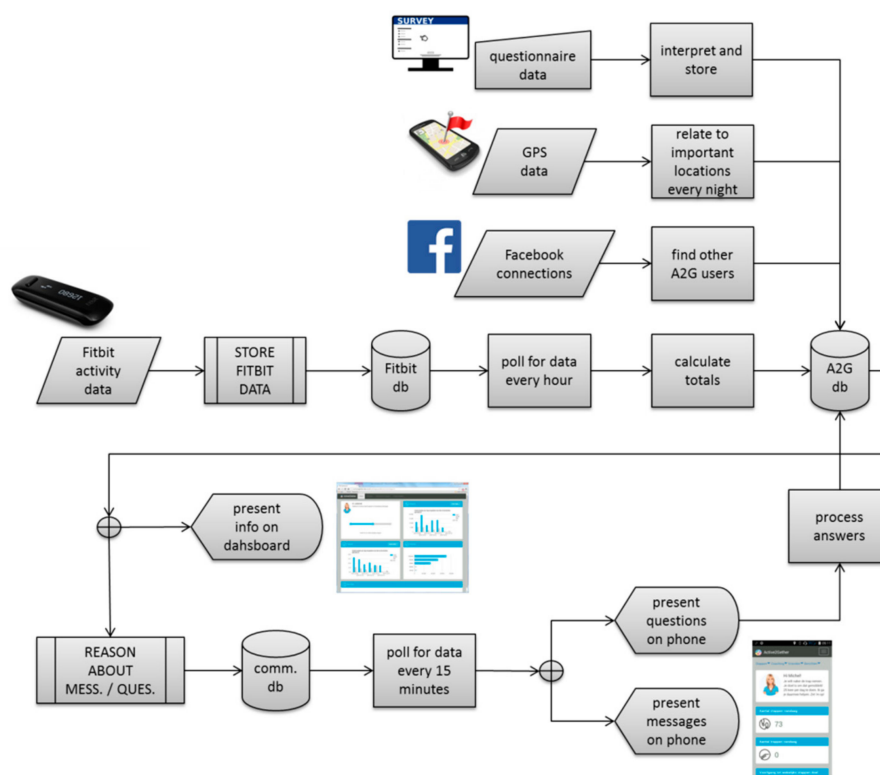 SURVEY
questionnaire
data
interpret and
store
GPS
data
relate to
important
locations
every night
Facebook
connections
find other
A2G users
Fitbit
activity
data
STORE
FITBIT
DATA
Fitbit
db
poll for data
every hour
calculate
totals
A2G
db
present
info on
dahsboard
process
answers
REASON
ABOUT
MESS. / QUES.
comm.
db
poll for data
every 15
minutes
present
questions
on phone
present
messages
on phone
73
0